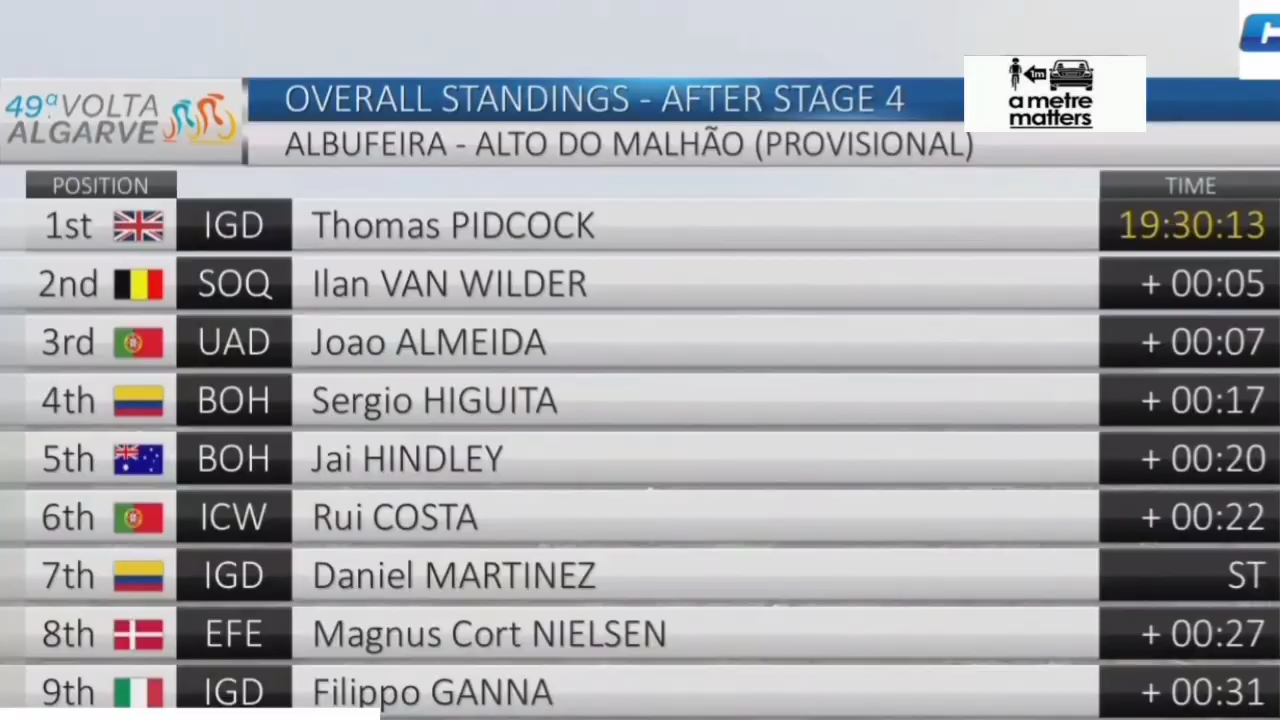 49ª VOLTA
ALGARVE
OVERALL STANDINGS - AFTER STAGE 4
ALBUFEIRA - ALTO DO MALHÃO (PROVISIONAL)
1m
a metre
matters
POSITION TIME
1st IGD Thomas PIDCOCK 19:30:13
2nd SOQ Ilan VAN WILDER + 00:05
3rd UAD Joao ALMEIDA + 00:07
4th BOH Sergio HIGUITA + 00:17
5th BOH Jai HINDLEY + 00:20
6th ICW Rui COSTA + 00:22
7th IGD Daniel MARTINEZ ST
8th EFE Magnus Cort NIELSEN + 00:27
9th IGD Filippo GANNA + 00:31